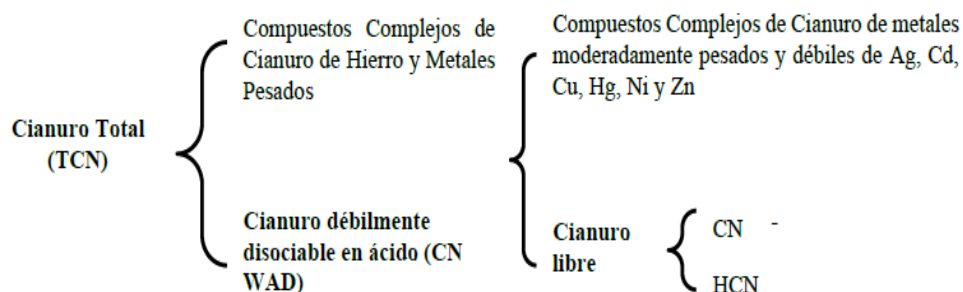 Cianuro Total
(TCN)
Compuestos Complejos de
Cianuro de Hierro y Metales
Pesados
Cianuro débilmente
disociable en ácido (CN
WAD)
Compuestos Complejos de Cianuro de metales
moderadamente pesados y débiles de Ag, Cd,
Cu, Hg, Ni y Zn
Cianuro
libre
CN -
HCN